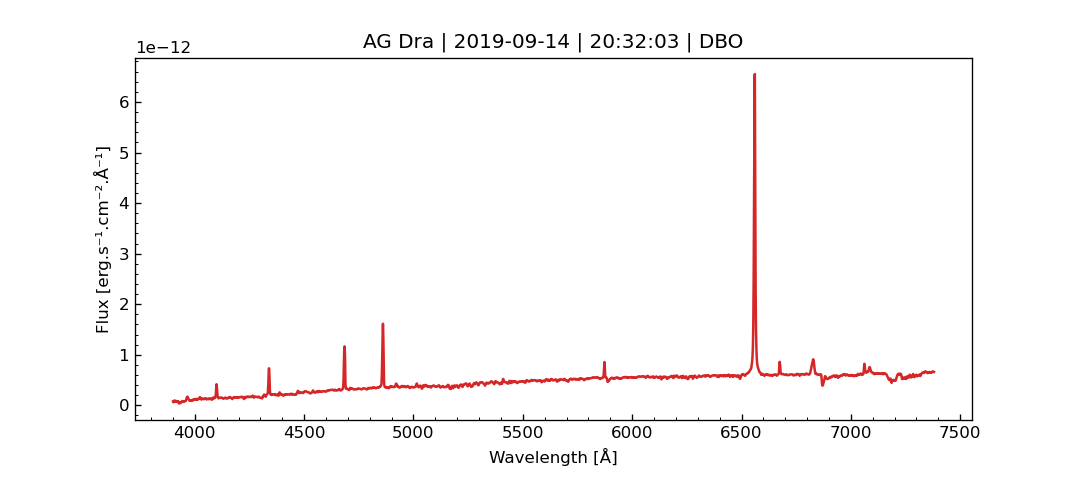 AG Dra | 2019-09-14 | 20:32:03 | DBO
1e−12
6
5
4
3
2
1
0
Flux [erg.s⁻¹.cm⁻².Å⁻¹]
4000 4500 5000 5500 6000 6500 7000 7500
Wavelength [Å]